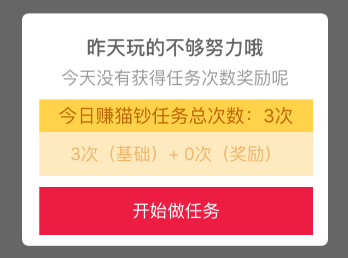 昨天玩的不够努力哦
今天没有获得任务次数奖励呢
今日赚猫钞任务总次数：3次
3次（基础）+ 0次（奖励）
开始做任务